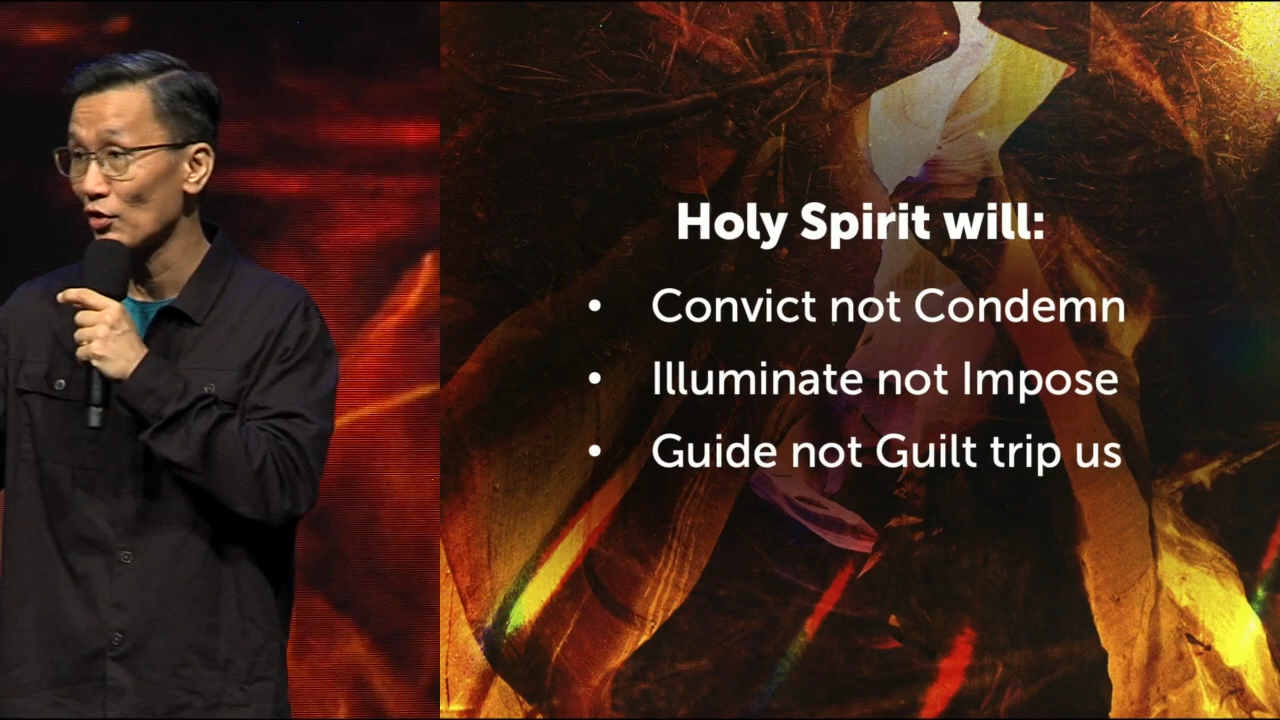 Holy Spirit will:
• Convict not Condemn
• Illuminate not Impose
• Guide not Guilt trip us